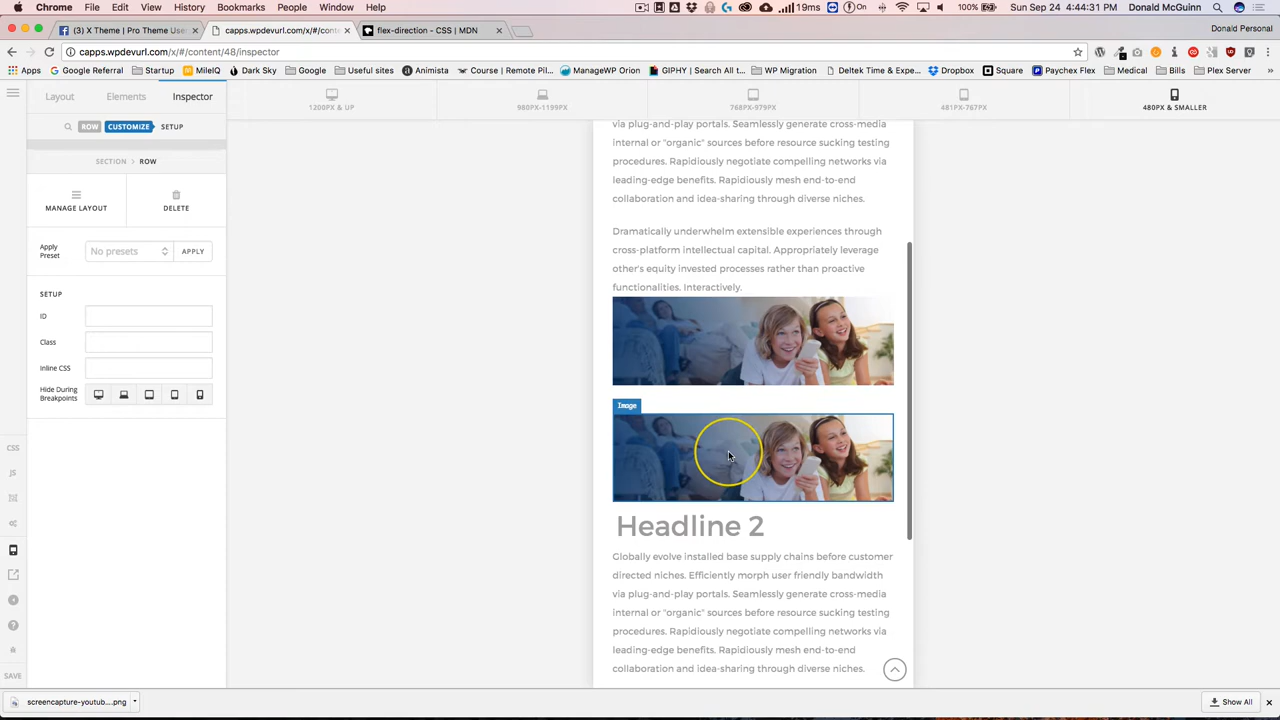 Chrome File Edit View History Bookmarks People Window Help 19ms On 100% Sun Sep 24 4:44:31 PM Donald McGuinn
(3) X Theme | Pro Theme User capps.wpdevurl.com/x/#/cont flex-direction - CSS | MDN Donald Personal
capps.wpdevurl.com/x/#/content/48/inspector
Apps Google Referral Startup MileIQ Dark Sky Google Useful sites Animista Course | Remote Pil... ManageWP Orion GIPHY | Search All t... WP Migration Deltek Time & Expe... Dropbox Square Paychex Flex Medical Bills Plex Server
Layout Elements Inspector
1200PX & UP 980PX-1199PX 768PX-979PX 481PX-767PX 480PX & SMALLER
ROW CUSTOMIZE SETUP
SECTION > ROW
MANAGE LAYOUT DELETE
Apply Preset No presets APPLY
SETUP
ID
Class
Inline CSS
Hide During Breakpoints
CSS
JS
SAVE
via plug-and-play portals. Seamlessly generate cross-media
internal or "organic" sources before resource sucking testing
procedures. Rapidiously negotiate compelling networks via
leading-edge benefits. Rapidiously mesh end-to-end
collaboration and idea-sharing through diverse niches.
Dramatically underwhelm extensible experiences through
cross-platform intellectual capital. Appropriately leverage
other's equity invested processes rather than proactive
functionalities. Interactively.
Image
Headline 2
Globally evolve installed base supply chains before customer
directed niches. Efficiently morph user friendly bandwidth
via plug-and-play portals. Seamlessly generate cross-media
internal or "organic" sources before resource sucking testing
procedures. Rapidiously negotiate compelling networks via
leading-edge benefits. Rapidiously mesh end-to-end
collaboration and idea-sharing through diverse niches.
screencapture-youtub....png Show All